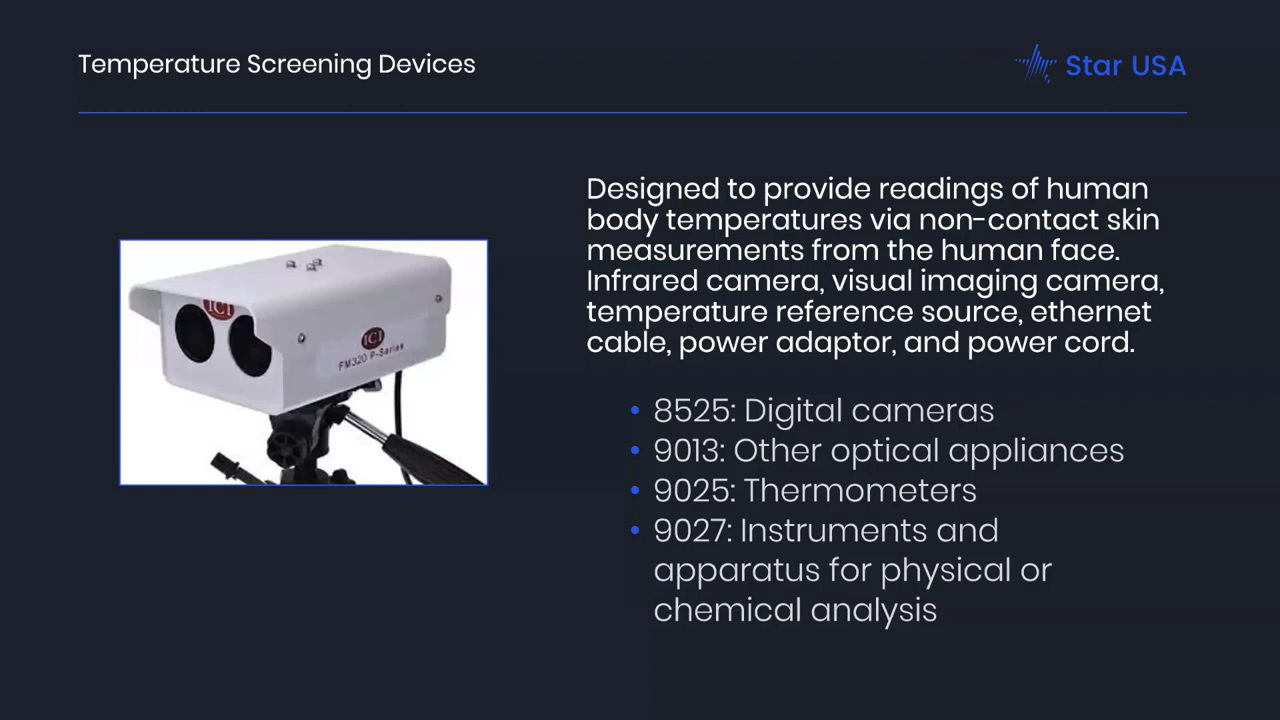 Temperature Screening Devices
Star USA
Designed to provide readings of human
body temperatures via non-contact skin
measurements from the human face.
Infrared camera, visual imaging camera,
temperature reference source, ethernet
cable, power adaptor, and power cord.
ICI
ICI
FM320 P-Series
• 8525: Digital cameras
• 9013: Other optical appliances
• 9025: Thermometers
• 9027: Instruments and
apparatus for physical or
chemical analysis